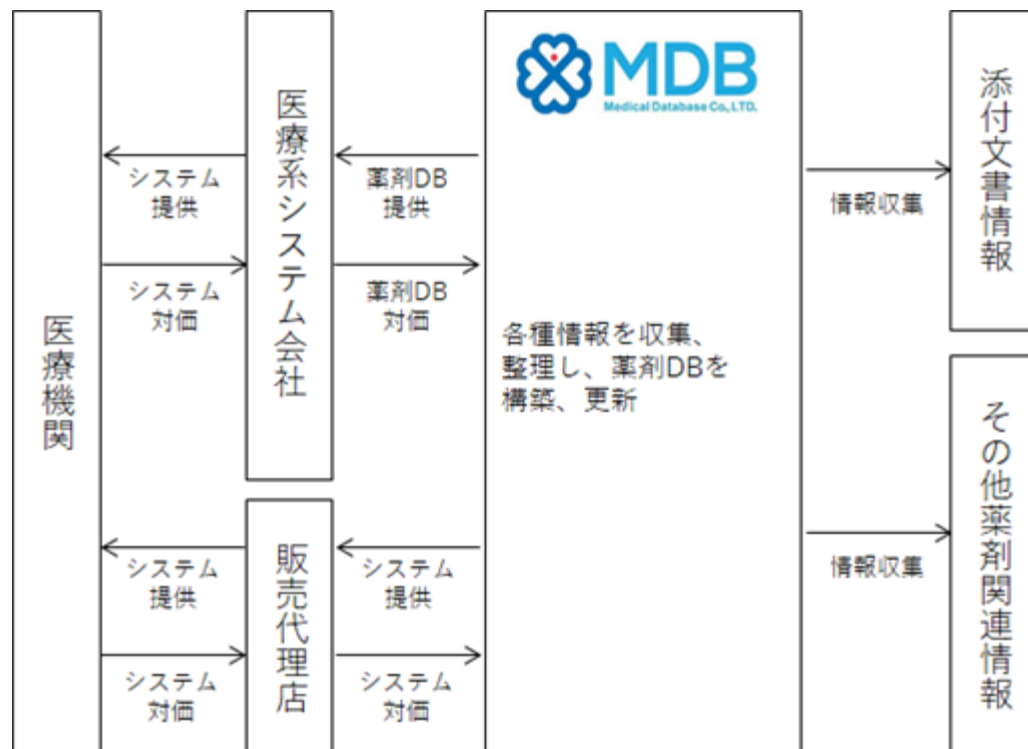 医療機関
システム
提供
システム
対価
システム
提供
システム
対価
医療系システム会社
販売代理店
薬剤DB
提供
薬剤DB
対価
システム
提供
システム
対価
MDB
Medical Database Co.,LTD.
各種情報を収集、
整理し、薬剤DBを
構築、更新
情報収集
情報収集
添付文書情報
その他薬剤関連情報